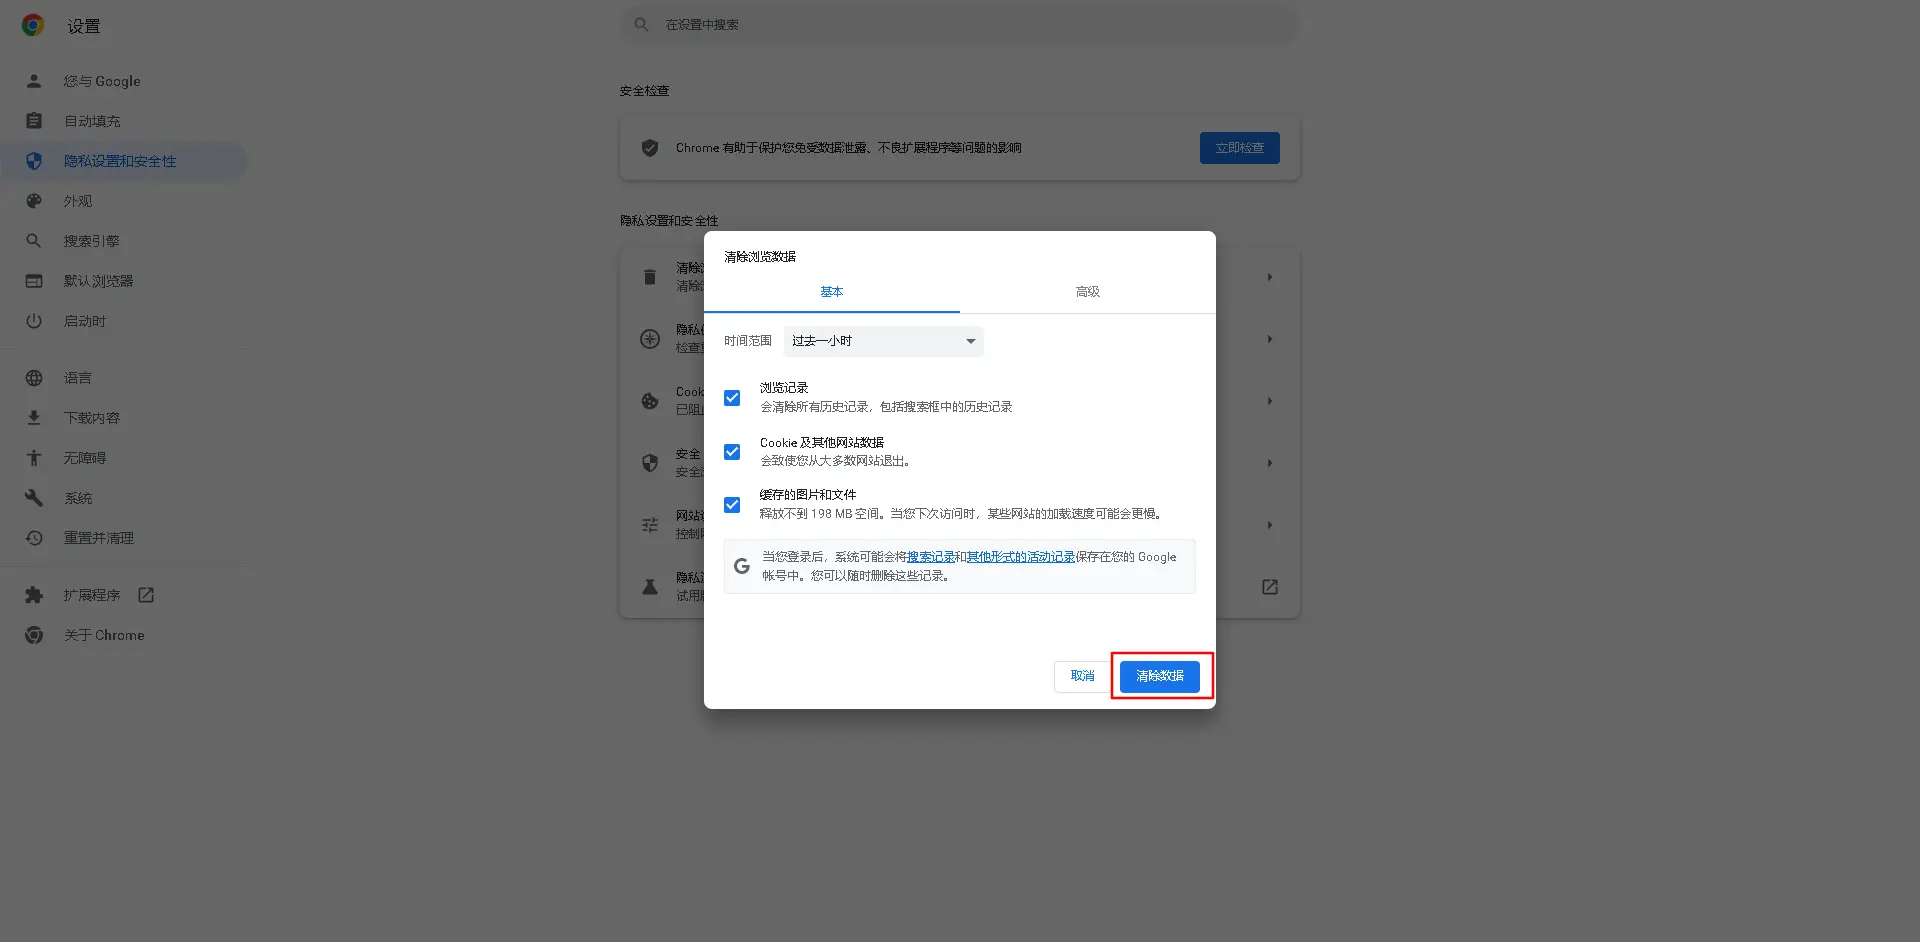 设置
在设置中搜索
您与 Google
自动填充
隐私设置和安全性
外观
搜索引擎
默认浏览器
启动时
语言
下载内容
无障碍
系统
重置并清理
扩展程序
关于 Chrome
安全检查
Chrome 有助于保护您免受数据泄露、不良扩展程序等问题的影响
立即检查
隐私设置和安全性
清除
清除
隐私
检查
Cook
已阻
安全
安全
网站
控制
隐私
试用
清除浏览数据
基本
高级
时间范围
过去一小时
浏览记录
会清除所有历史记录，包括搜索框中的历史记录
Cookie 及其他网站数据
会致使您从大多数网站退出。
缓存的图片和文件
释放不到 198 MB 空间。当您下次访问时，某些网站的加载速度可能会更慢。
当您登录后，系统可能会将搜索记录和其他形式的活动记录保存在您的 Google
帐号中。您可以随时删除这些记录。
取消
清除数据